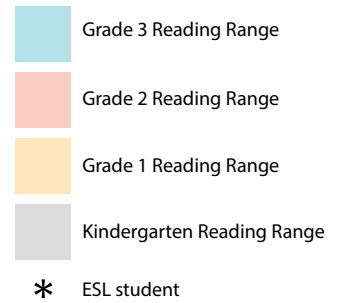 Grade 3 Reading Range
Grade 2 Reading Range
Grade 1 Reading Range
Kindergarten Reading Range
* ESL student